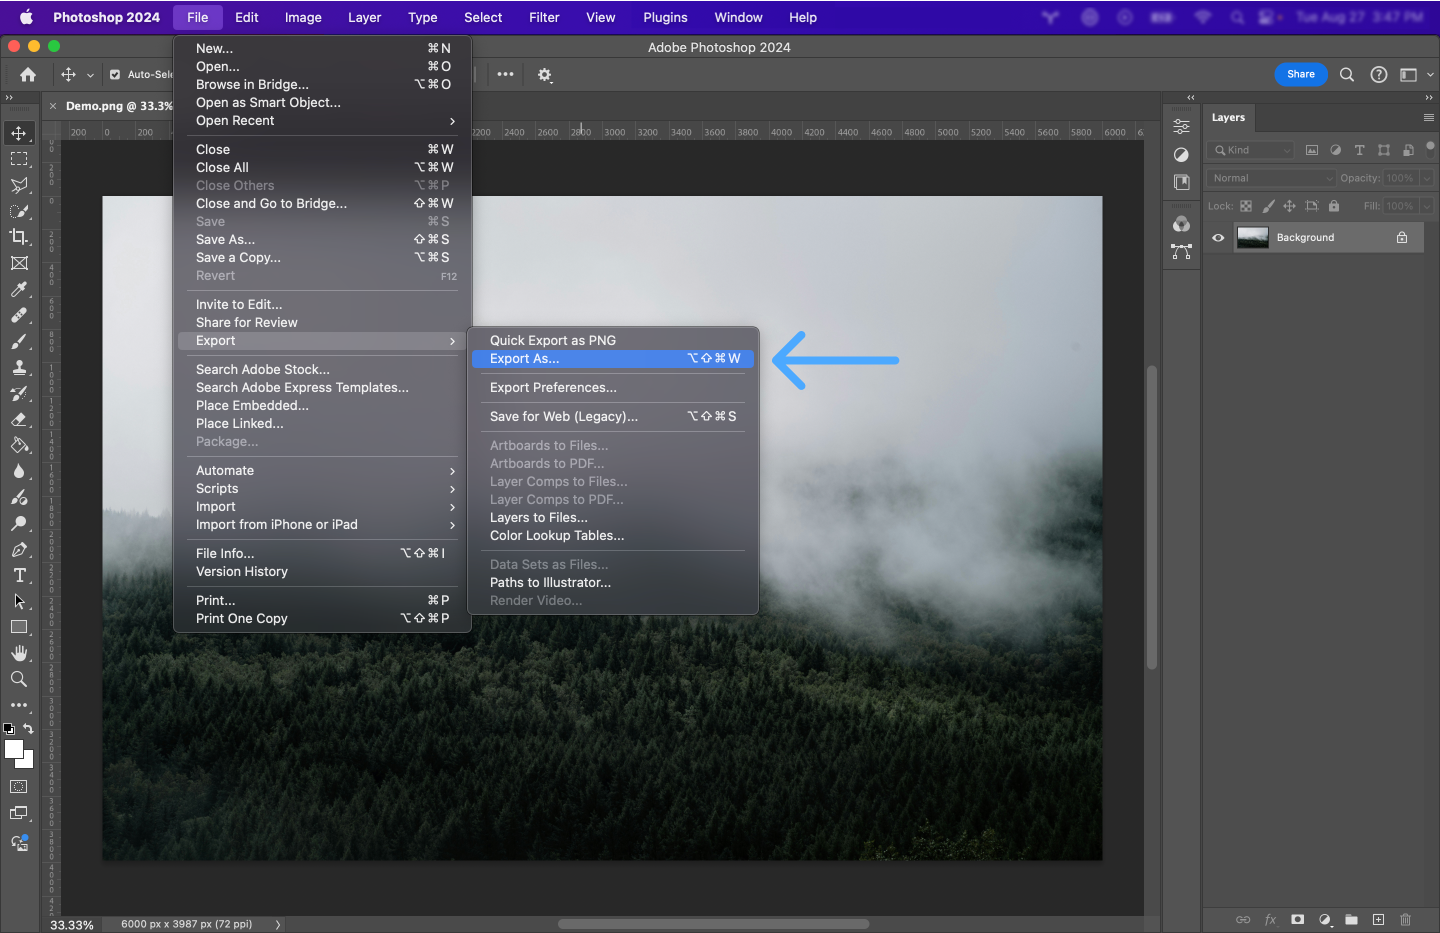 Photoshop 2024 File Edit Image Layer Type Select Filter View Plugins Window Help Tue Aug 27 3:47 PM
Adobe Photoshop 2024
Auto-Sele
Share
Demo.png @ 33.3%
200 0 200 2200 2400 2600 2800 3000 3200 3400 3600 3800 4000 4200 4400 4600 4800 5000 5200 5400 5600 5800 6000 6
New... ⌘N
Open... ⌘O
Browse in Bridge... ⌥⌘O
Open as Smart Object...
Open Recent
Close ⌘W
Close All ⌥⌘W
Close Others ⌥⌘P
Close and Go to Bridge... ⇧⌘W
Save ⌘S
Save As... ⇧⌘S
Save a Copy... ⌥⌘S
Revert F12
Invite to Edit...
Share for Review
Export
Search Adobe Stock...
Search Adobe Express Templates...
Place Embedded...
Place Linked...
Package...
Automate
Scripts
Import
Import from iPhone or iPad
File Info... ⌥⇧⌘I
Version History
Print... ⌘P
Print One Copy ⌥⇧⌘P
Quick Export as PNG
Export As... ⌥⇧⌘W
Export Preferences...
Save for Web (Legacy)... ⌥⇧⌘S
Artboards to Files...
Artboards to PDF...
Layer Comps to Files...
Layer Comps to PDF...
Layers to Files...
Color Lookup Tables...
Data Sets as Files...
Paths to Illustrator...
Render Video...
Layers
Kind
Normal Opacity: 100%
Lock: Fill: 100%
Background
fx
33.33% 6000 px x 3987 px (72 ppi)